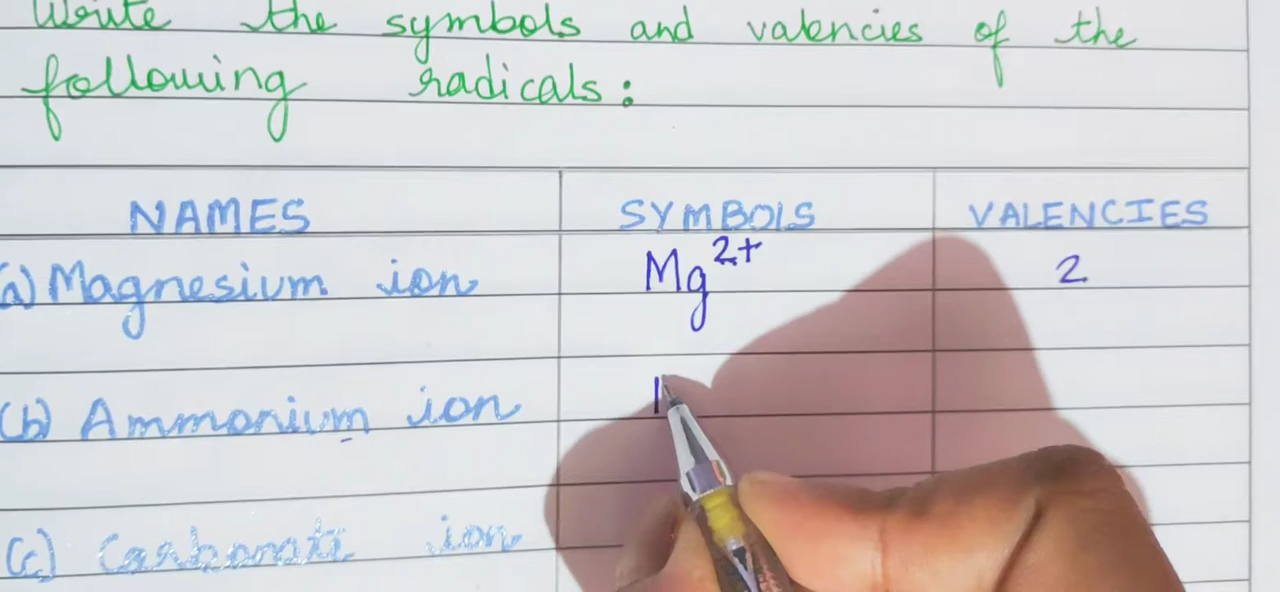 Write the symbols and valencies of the
following radicals:
NAMES SYMBOLS VALENCIES
(a) Magnesium ion Mg²⁺ 2
(b) Ammonium ion
(c) Carbonate ion